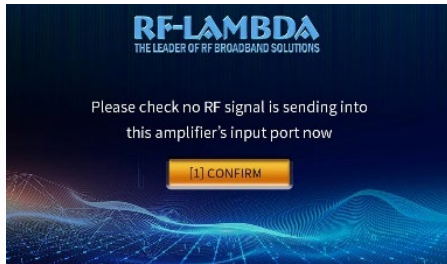 RF-LAMBDA
THE LEADER OF RF BROADBAND SOLUTIONS
Please check no RF signal is sending into
this amplifier's input port now
[1] CONFIRM